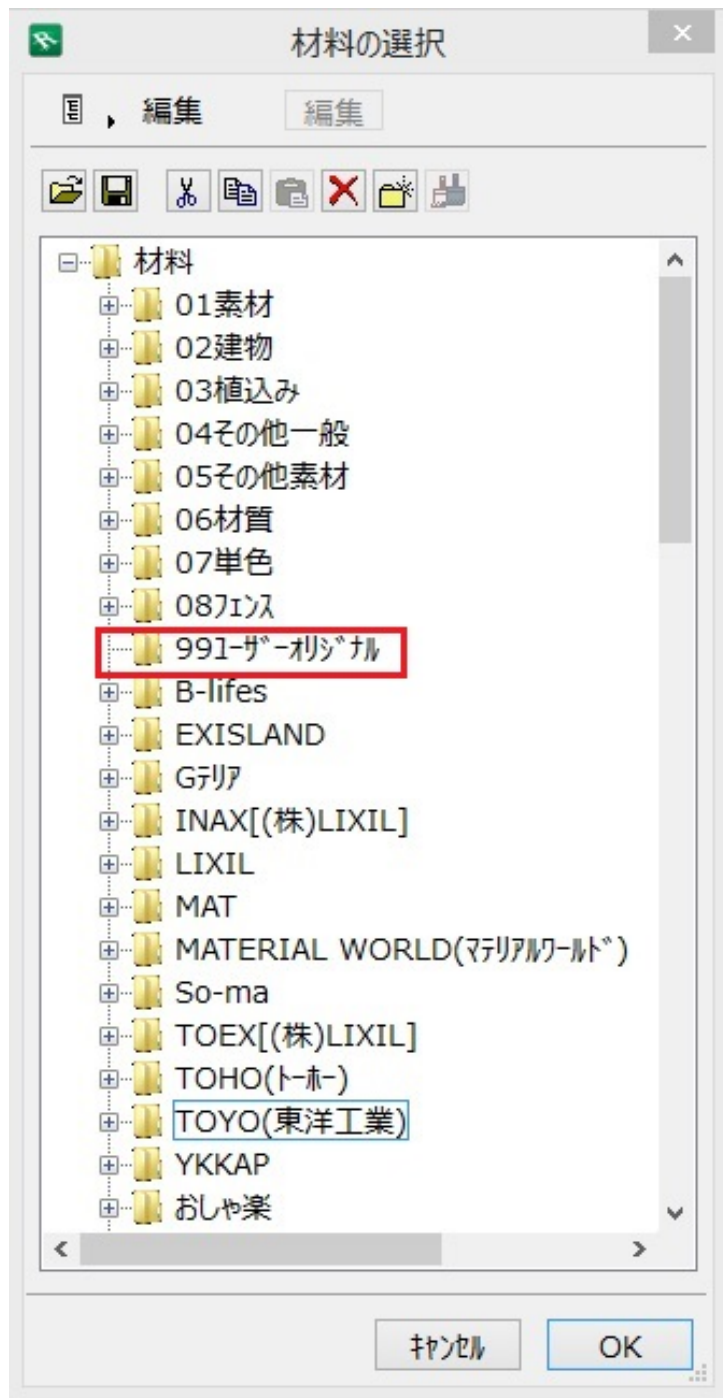 材料の選択
編集 編集
材料
01素材
02建物
03植込み
04その他一般
05その他素材
06材質
07単色
08ﾌｪﾝｽ
99ﾕｰｻﾞｰｵﾘｼﾞﾅﾙ
B-lifes
EXISLAND
Gﾃﾘｱ
INAX[(株)LIXIL]
LIXIL
MAT
MATERIAL WORLD(ﾏﾃﾘｱﾙﾜｰﾙﾄﾞ)
So-ma
TOEX[(株)LIXIL]
TOHO(ﾄｰﾎｰ)
TOYO(東洋工業)
YKKAP
おしゃ楽
ｷｬﾝｾﾙ OK